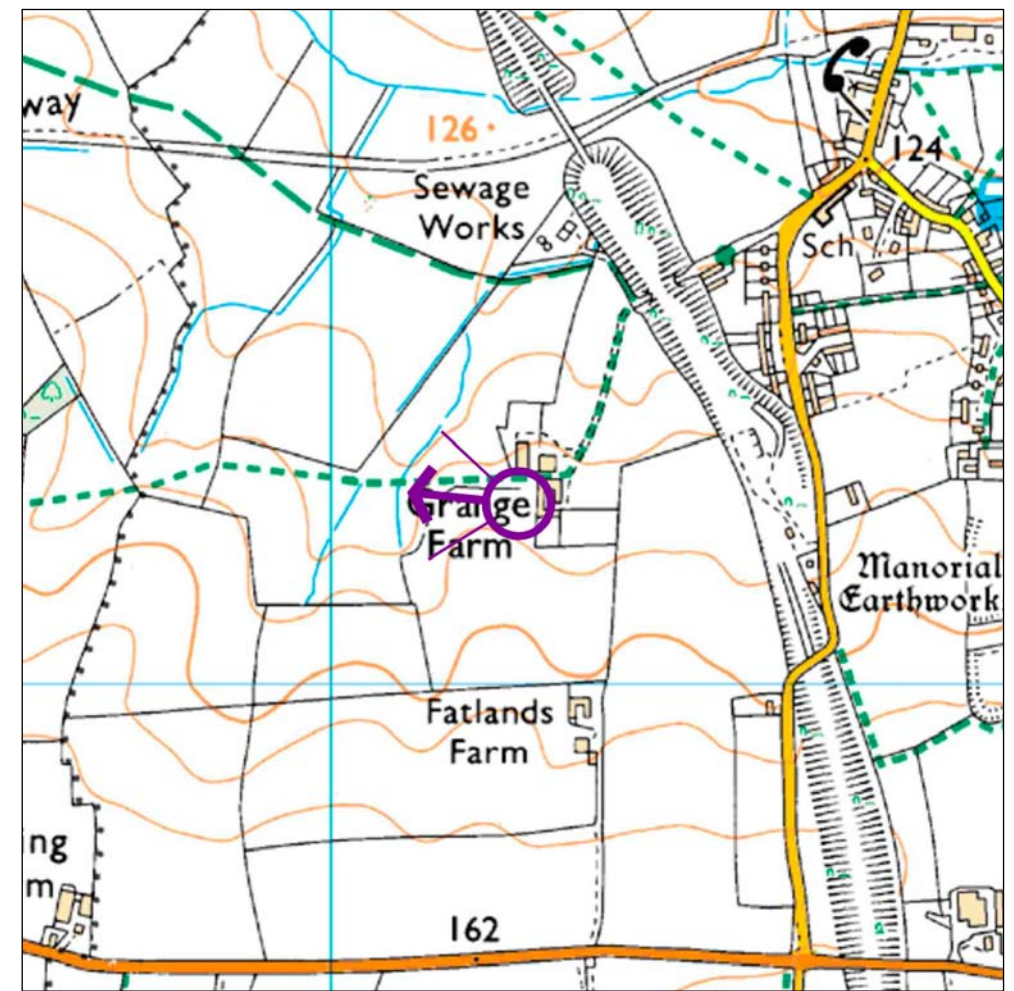 way
126
124
Sewage
Works
Sch
Grange
Farm
Manorial
Earthwork
Fatlands
Farm
ing
m
162